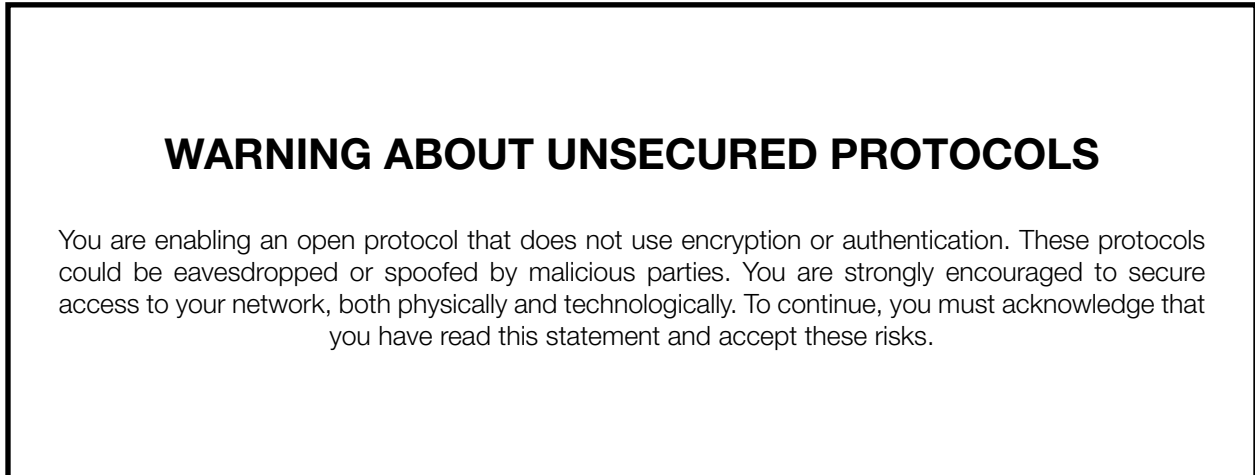 WARNING ABOUT UNSECURED PROTOCOLS
You are enabling an open protocol that does not use encryption or authentication. These protocols
could be eavesdropped or spoofed by malicious parties. You are strongly encouraged to secure
access to your network, both physically and technologically. To continue, you must acknowledge that
you have read this statement and accept these risks.